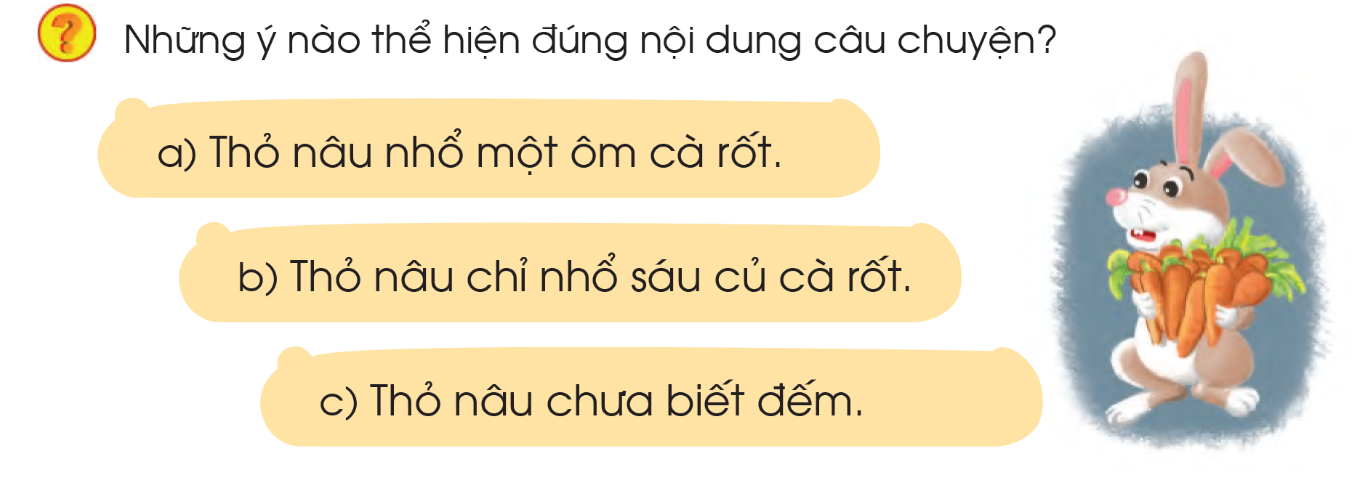 ?
Những ý nào thể hiện đúng nội dung câu chuyện?
a) Thỏ nâu nhổ một ôm cà rốt.
b) Thỏ nâu chỉ nhổ sáu củ cà rốt.
c) Thỏ nâu chưa biết đếm.